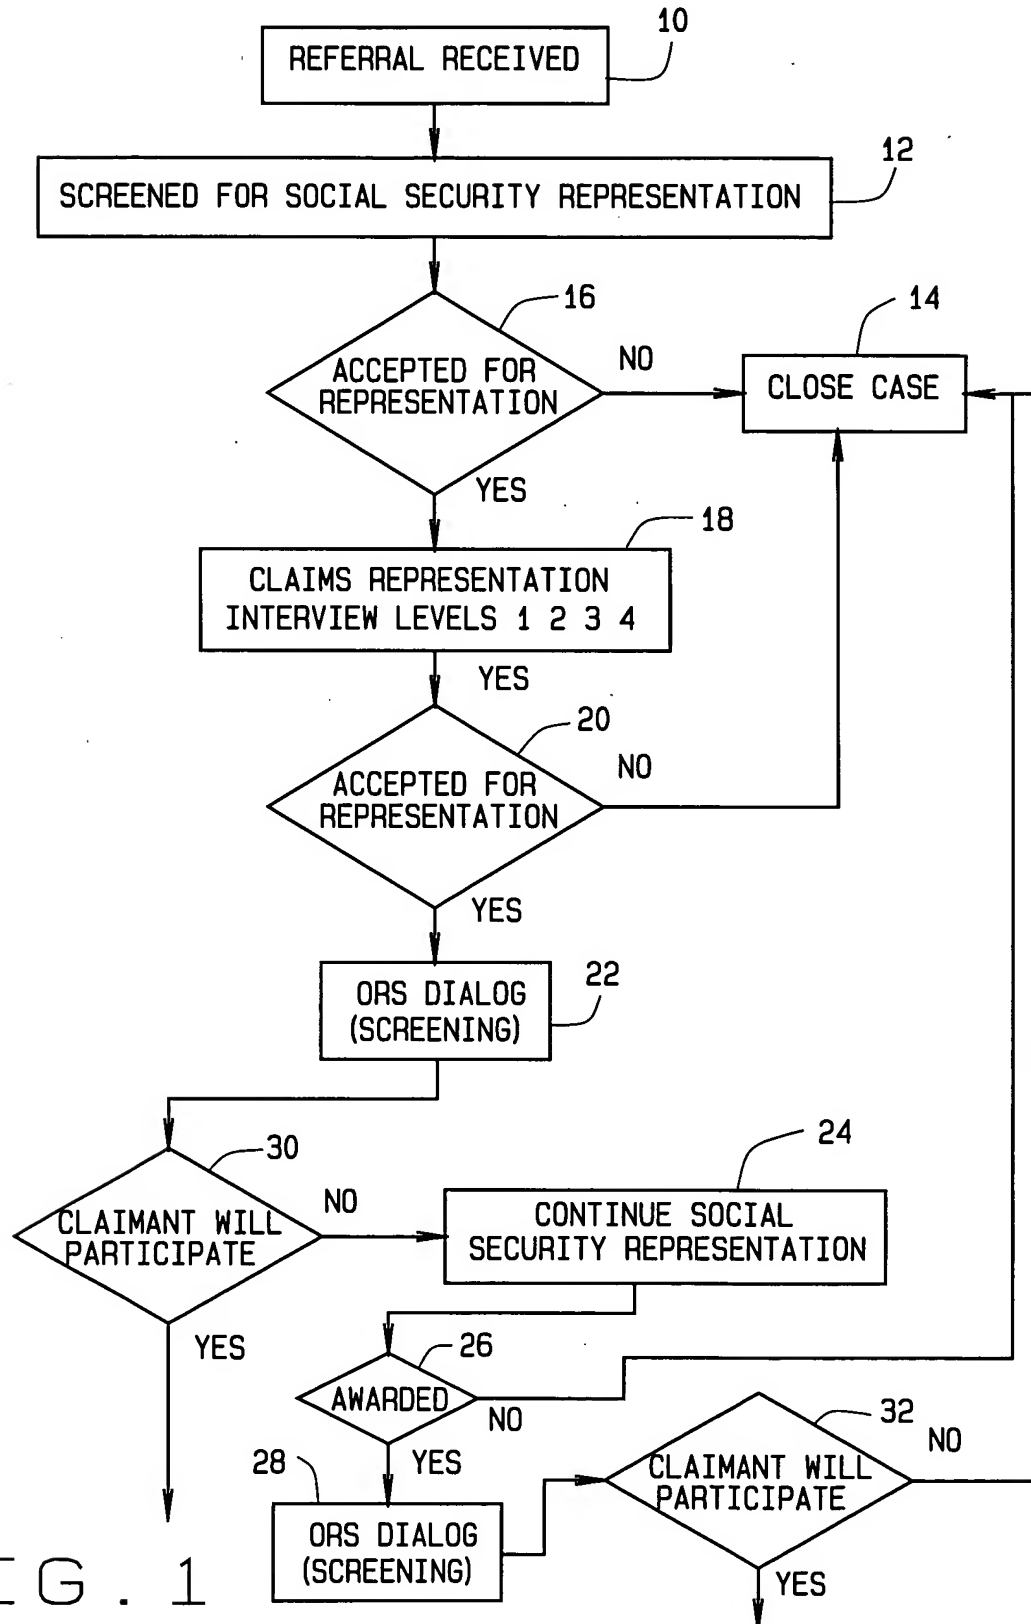 10
REFERRAL RECEIVED
12
SCREENED FOR SOCIAL SECURITY REPRESENTATION
16
14
ACCEPTED FOR
REPRESENTATION
NO
CLOSE CASE
YES
18
CLAIMS REPRESENTATION
INTERVIEW LEVELS 1 2 3 4
YES
20
ACCEPTED FOR
REPRESENTATION
NO
YES
22
ORS DIALOG
(SCREENING)
30
24
CLAIMANT WILL
PARTICIPATE
NO
CONTINUE SOCIAL
SECURITY REPRESENTATION
YES
26
AWARDED
NO
YES
32
CLAIMANT WILL
PARTICIPATE
NO
28
ORS DIALOG
(SCREENING)
YES
IG. 1